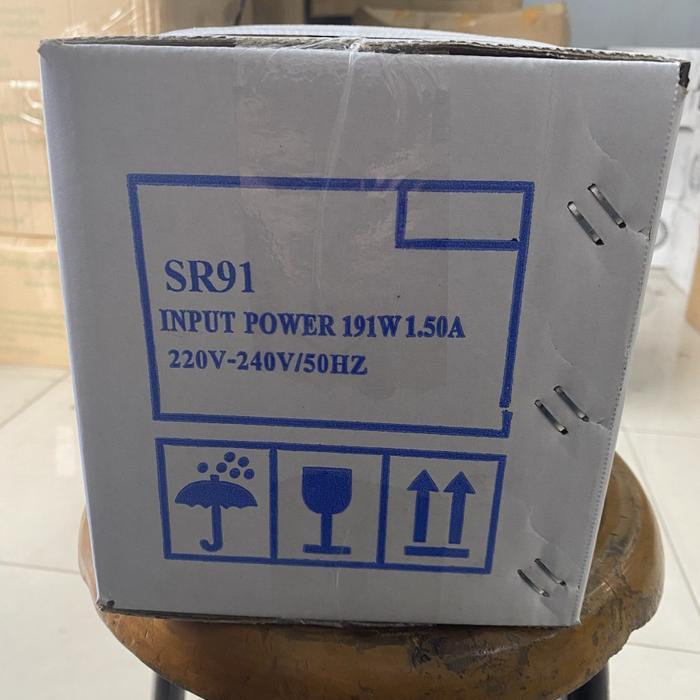 SR91
INPUT POWER 191W 1.50A
220V-240V/50HZ